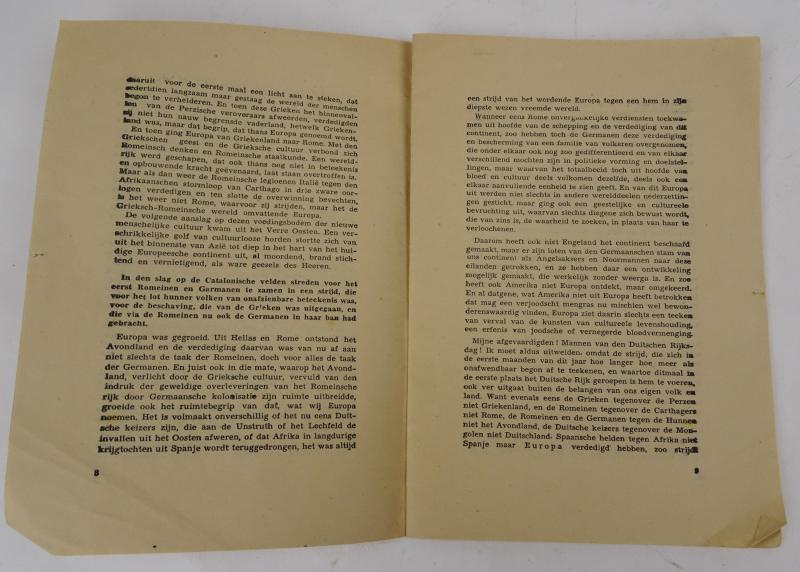 daaruit voor de eerste maal een licht aan te steken, dat
nedertdien langzaam maar gestaag de wereld der menschen
begon te verhelderen. En toen deze Grieken het binnenval-
len van de Perzische veroveraars afweerden, verdedigden
zij niet hun nauw begrensde vaderland, hetwelk Grieken-
land was, maar dat begrip, dat thans Europa genoemd wordt.
En toen ging Europa van Griekenland naar Rome. Met den
Griekschen geest en de Grieksche cultuur verbond zich
Romeinsch denken en Romeinsche staatkunde. Een wereld-
rijk werd geschapen, dat ook thans nog niet in beteekenis
en opbouwende kracht geëvenaard, laat staan overtroffen is.
Maar als dan weer de Romeinsche legioenen Italië tegen den
Afrikaanschen stormloop van Carthago in drie zware oor-
logen verdedigen en ten slotte de overwinning bevechten,
is het weer niet Rome, waarvoor zij strijden, maar het de
Grieksch-Romeinsche wereld omvattende Europa.
De volgende aanslag op dezen voedingsbodem der nieuwe
menschelijke cultuur kwam uit het Verre Oosten. Een ver-
schrikkelijke golf van cultuurlooze horden stortte zich van
uit het binnenste van Azië tot diep in het hart van het hui-
dige Europeesche continent uit, al moordend, brand stich-
tend en vernietigend, als ware geesels des Heeren.
In den slag op de Catalonische velden streden voor het
eerst Romeinen en Germanen te zamen in een strijd, die
voor hej lot hunner volken van onafzienbare beteekenis was,
voor de beschaving, die van de Grieken was uitgegaan, en
die via de Romeinen nu ook de Germanen in haar ban had
gebracht.
Europa was gegroeid. Uit Hellas en Rome ontstond het
Avondland en de verdediging daarvan was van nu af aan
niet slechts de taak der Romeinen, doch voor alles de taak
der Germanen. En juist ook in die mate, waarop het Avond-
land, verlicht door de Grieksche cultuur, vervuld van den
indruk der geweldige overleveringen van het Romeinsche
rijk door Germaansche kolonisatie zijn ruimte uitbreidde,
groeide ook het ruimtebegrip van daf, wat wij Europa
noemen. Het is volmaakt onverschillig of het nu eens Duit-
sche keizers zijn, die aan de Unstruth of het Lechfeld de
invallen uit het Oosten afweren, of dat Afrika in langdurige
krijgtochten uit Spanje wordt teruggedrongen, het was altijd
8
een strijd van het wordende Europa tegen een hem in zijn
diepste wezen vreemde wereld.
Wanneer eens Rome onvergankelijke verdiensten toekwa-
men uit hoofde van de schepping en de verdediging van dit
continent, zoo hebben toch de Germanen deze verdediging
en bescherming van een familie van volkeren overgenomen,
die onder elkaar ook nog zoo gedifferentieerd en van elkaar
verschillend mochten zijn in politieke vorming en doelstel-
lingen, maar waarvan het totaalbeeld toch uit hoofde van
bloed en cultuur deels volkomen dezelfde, deels ook een
elkaar aanvullende eenheid te zien geeft. En van dit Europa
uit werden niet slechts in andere werelddeelen nederzettin-
gen gesticht, maar ging ook een geestelijke en cultureele
bevruchting uit, waarvan slechts diegene zich bewust wordt,
die van zins is, de waarheid te zoeken, in plaats van haar te
verloochenen.
Daarom heeft ook niet Engeland het continent beschaafd
gemaakt, maar er zijn loten van den Germaanschen stam van
ons continent als Angelsaksers en Noormannen naar deze
eilanden getrokken, en ze hebben daar een ontwikkeling
mogelijk gemaakt, die werkelijk zonder weerga is. En zoo
heeft ook Amerika niet Europa ontdekt, maar omgekeerd.
En al datgene, wat Amerika niet uit Europa heeft betrokken
dat mag een verjoodscht mengras nu misschien wel bewon-
derenswaardig vinden, Europa ziet daarin slechts een teeken
van verval van de kunsten van cultureele levenshouding,
een erfenis van joodsche of vernegerde bloedvermenging.
Mijne afgevaardigden! Mannen van den Duitschen Rijks-
dag! Ik moet aldus uitweiden, omdat de strijd, die zich in
de eerste maanden van dit jaar hoe langer hoe meer als
onafwendbaar begon af te teekenen, en waartoe ditmaal in
de eerste plaats het Duitsche Rijk geroepen is hem te voeren,
ook ver uitgaat buiten de belangen van ons eigen volk en
land. Want evenals eens de Grieken tegenover de Perzen
niet Griekenland, en de Romeinen tegenover de Carthagers
niet Rome, de Romeinen en de Germanen tegen de Hunnen
niet het Avondland, de Duitsche keizers tegenover de Mon-
golen niet Duitschland, Spaansche helden tegen Afrika niet
Spanje maar Europa verdedigd hebben, zoo strijdt
9